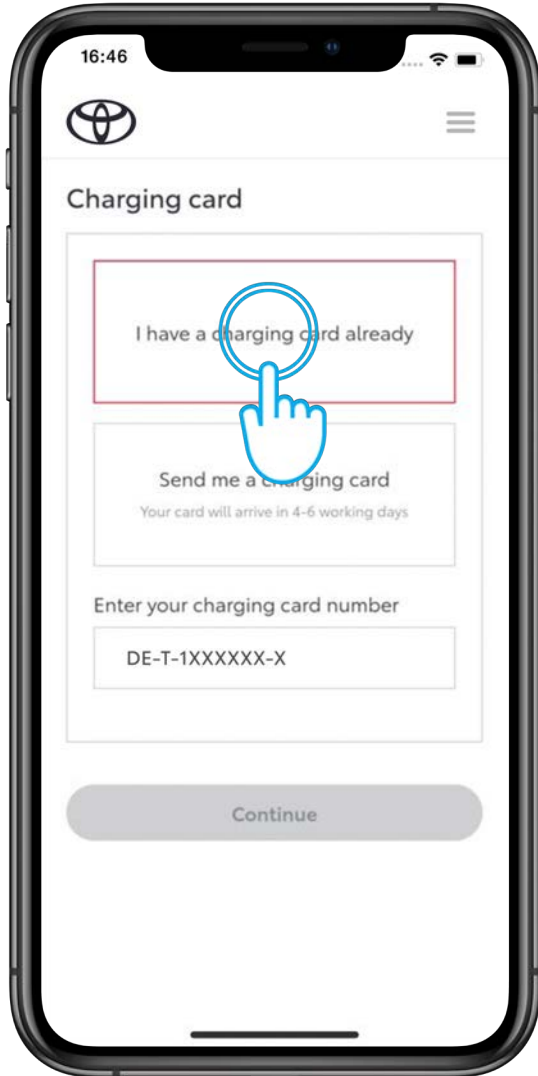 16:46
Charging card
I have a charging card already
Send me a charging card
Your card will arrive in 4-6 working days
Enter your charging card number
DE-T-1XXXXXX-X
Continue